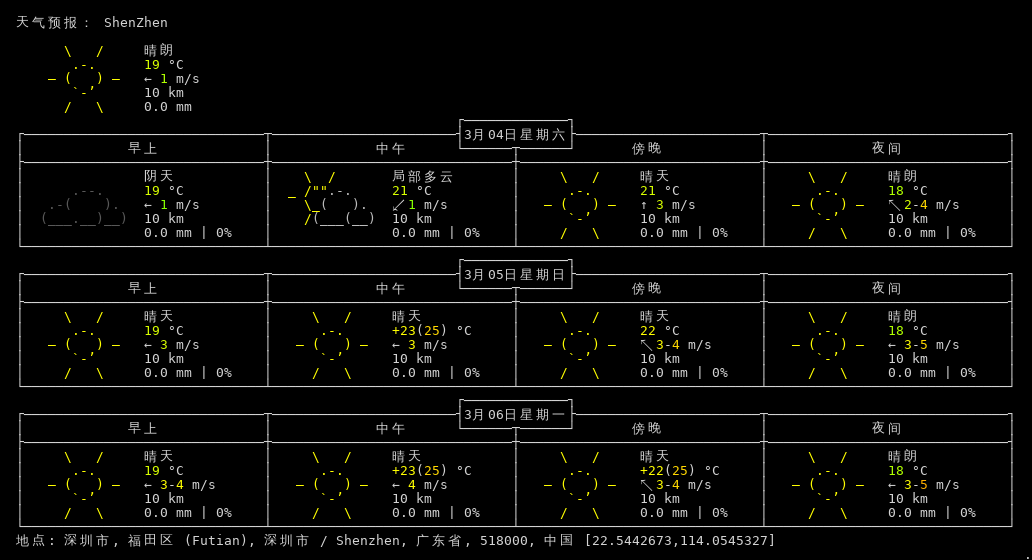 天气预报： ShenZhen
晴朗
19 °C
← 1 m/s
10 km
0.0 mm
3月04日星期六
早上 中午 傍晚 夜间
阴天 局部多云 晴天 晴朗
19 °C 21 °C 21 °C 18 °C
← 1 m/s ↙ 1 m/s ↑ 3 m/s ↖ 2-4 m/s
10 km 10 km 10 km 10 km
0.0 mm | 0% 0.0 mm | 0% 0.0 mm | 0% 0.0 mm | 0%
3月05日星期日
早上 中午 傍晚 夜间
晴天 晴天 晴天 晴朗
19 °C +23(25) °C 22 °C 18 °C
← 3 m/s ← 3 m/s ↖ 3-4 m/s ← 3-5 m/s
10 km 10 km 10 km 10 km
0.0 mm | 0% 0.0 mm | 0% 0.0 mm | 0% 0.0 mm | 0%
3月06日星期一
早上 中午 傍晚 夜间
晴天 晴天 晴天 晴朗
19 °C +23(25) °C +22(25) °C 18 °C
← 3-4 m/s ← 4 m/s ↖ 3-4 m/s ← 3-5 m/s
10 km 10 km 10 km 10 km
0.0 mm | 0% 0.0 mm | 0% 0.0 mm | 0% 0.0 mm | 0%
地点: 深圳市, 福田区 (Futian), 深圳市 / Shenzhen, 广东省, 518000, 中国 [22.5442673,114.0545327]